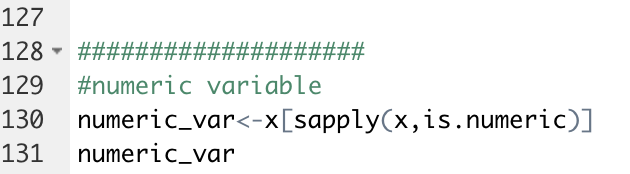 127
128 ####################
129 #numeric variable
130 numeric_var<-x[sapply(x,is.numeric)]
131 numeric_var